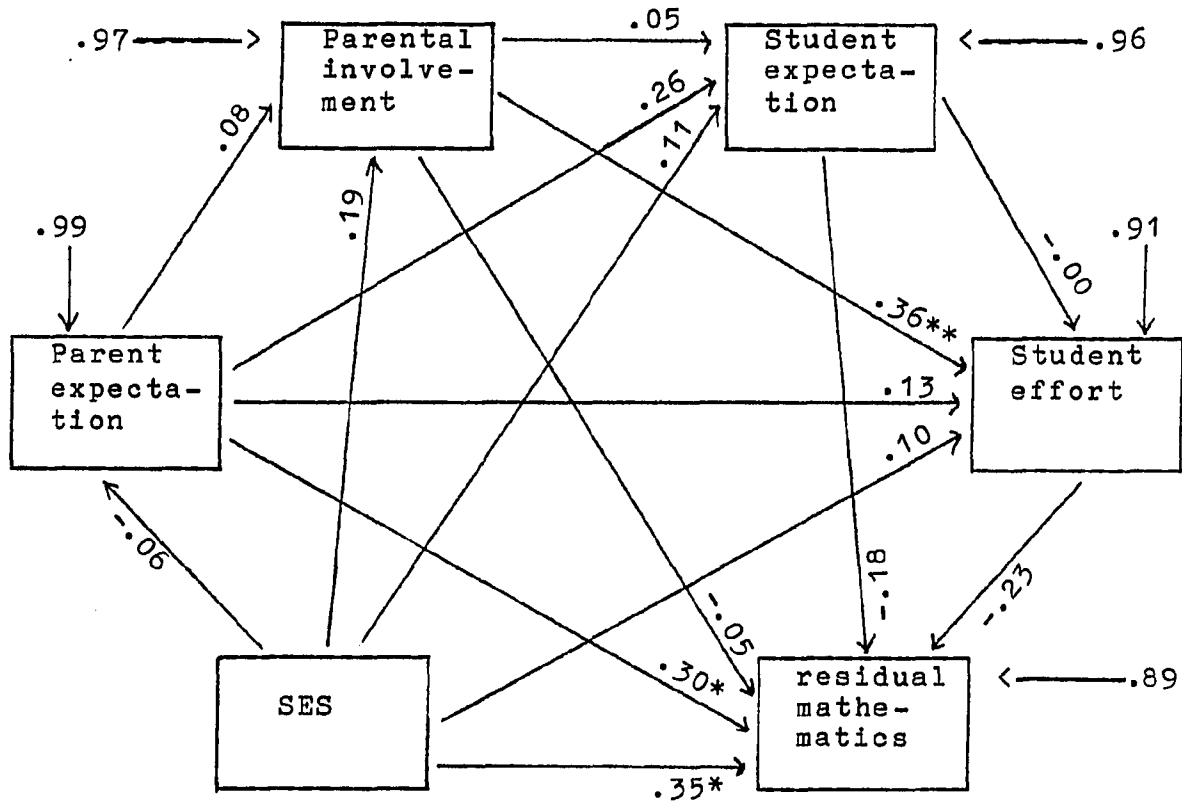 .97
Parental
involve-
ment
.05
Student
expecta-
tion
.96
.08
.26
.11
.19
.99
-.00
.91
.36**
Parent
expecta-
tion
Student
effort
.13
.10
-.06
-.05
-.18
-.23
.30*
SES
residual
mathe-
matics
.89
.35*